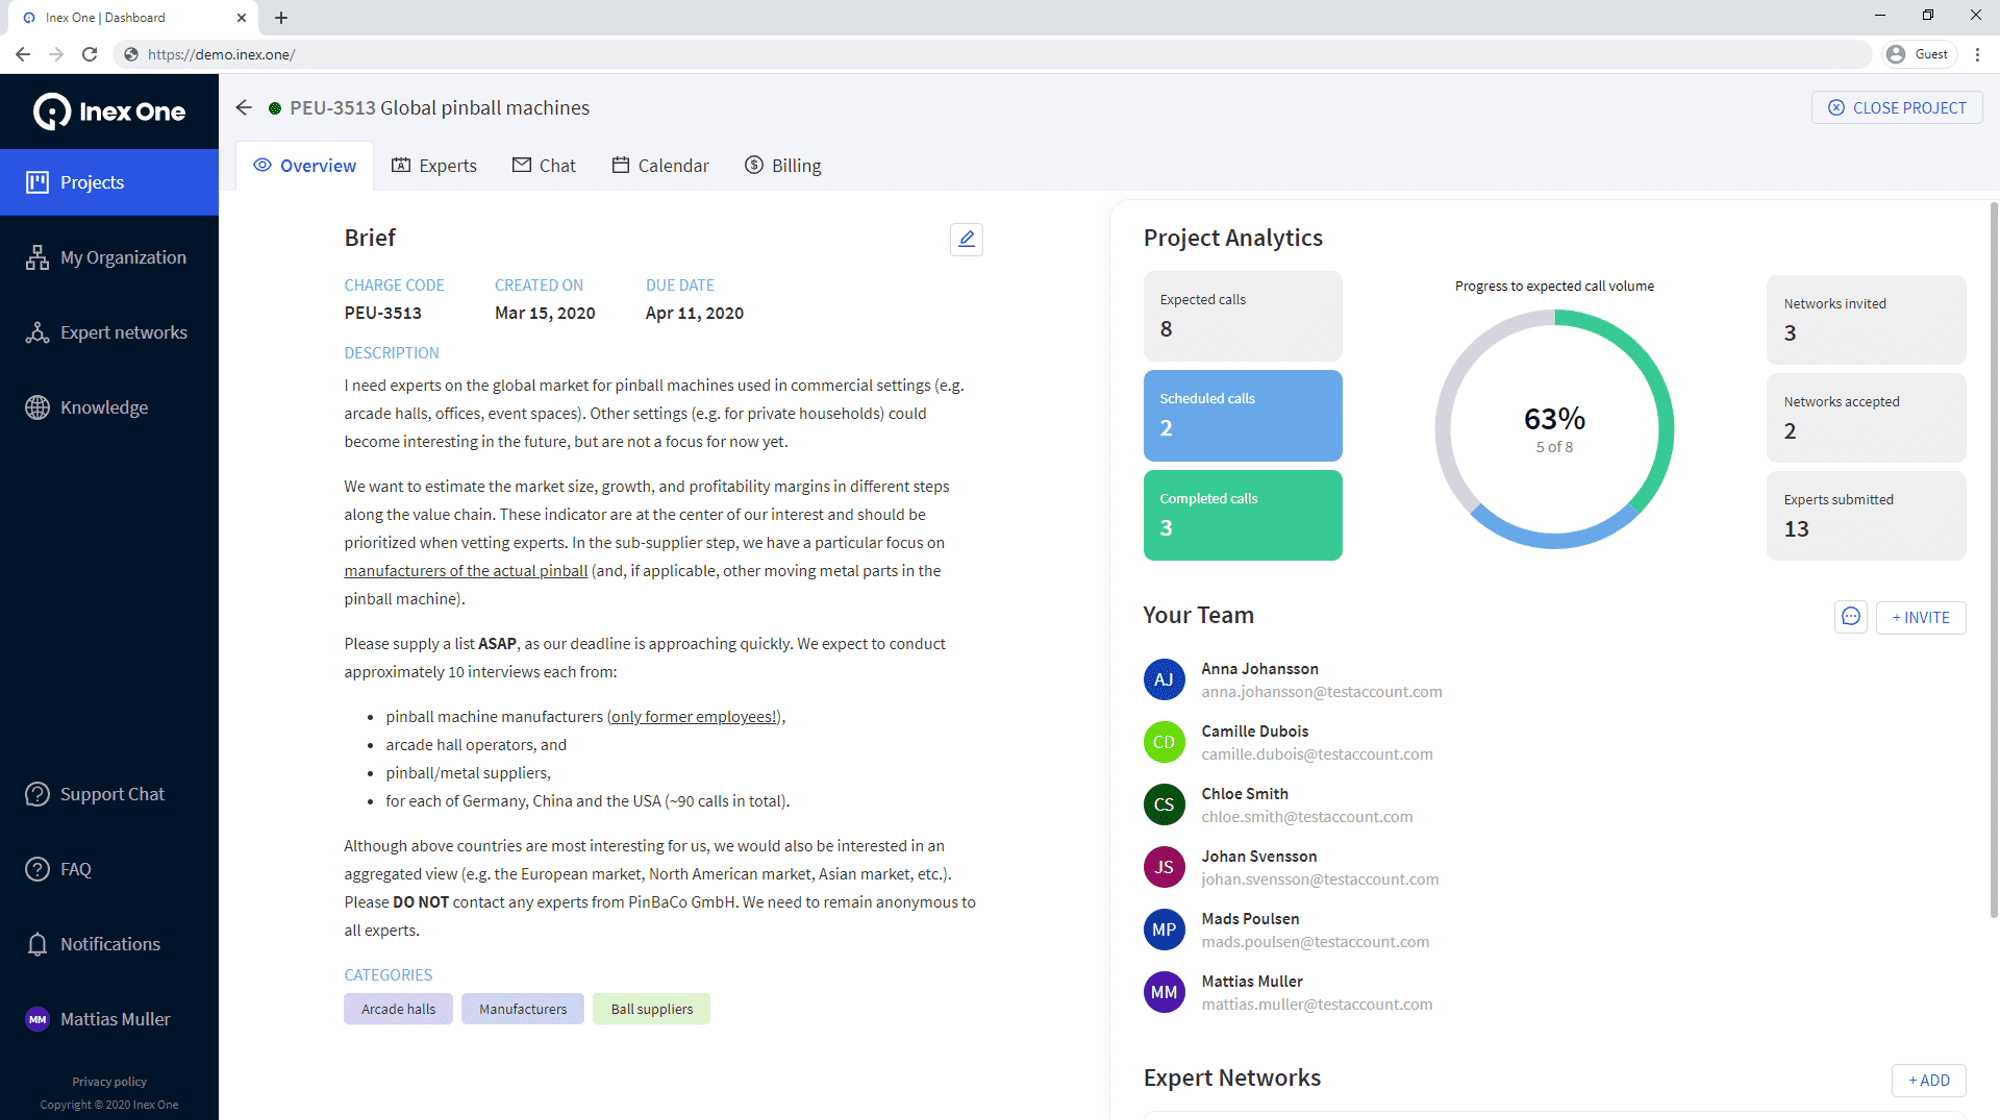 Inex One | Dashboard
https://demo.inex.one/
Guest
Inex One
Projects
My Organization
Expert networks
Knowledge
Support Chat
FAQ
Notifications
MM Mattias Muller
Privacy policy
Copyright © 2020 Inex One
PEU-3513 Global pinball machines
CLOSE PROJECT
Overview
Experts
Chat
Calendar
Billing
Brief
CHARGE CODE CREATED ON DUE DATE
PEU-3513 Mar 15, 2020 Apr 11, 2020
DESCRIPTION
I need experts on the global market for pinball machines used in commercial settings (e.g.
arcade halls, offices, event spaces). Other settings (e.g. for private households) could
become interesting in the future, but are not a focus for now yet.
We want to estimate the market size, growth, and profitability margins in different steps
along the value chain. These indicator are at the center of our interest and should be
prioritized when vetting experts. In the sub-supplier step, we have a particular focus on
manufacturers of the actual pinball (and, if applicable, other moving metal parts in the
pinball machine).
Please supply a list ASAP, as our deadline is approaching quickly. We expect to conduct
approximately 10 interviews each from:
• pinball machine manufacturers (only former employees!),
• arcade hall operators, and
• pinball/metal suppliers,
• for each of Germany, China and the USA (~90 calls in total).
Although above countries are most interesting for us, we would also be interested in an
aggregated view (e.g. the European market, North American market, Asian market, etc.).
Please DO NOT contact any experts from PinBaCo GmbH. We need to remain anonymous to
all experts.
CATEGORIES
Arcade halls
Manufacturers
Ball suppliers
Project Analytics
Expected calls
8
Scheduled calls
2
Completed calls
3
Progress to expected call volume
63%
5 of 8
Networks invited
3
Networks accepted
2
Experts submitted
13
Your Team
+ INVITE
AJ
Anna Johansson
anna.johansson@testaccount.com
CD
Camille Dubois
camille.dubois@testaccount.com
CS
Chloe Smith
chloe.smith@testaccount.com
JS
Johan Svensson
johan.svensson@testaccount.com
MP
Mads Poulsen
mads.poulsen@testaccount.com
MM
Mattias Muller
mattias.muller@testaccount.com
Expert Networks
+ ADD